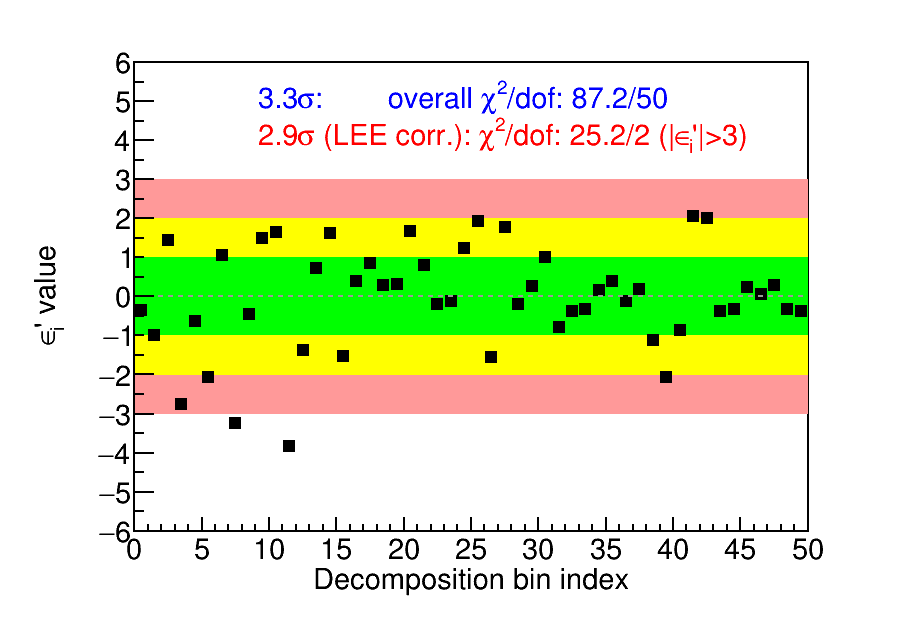 3.3σ: overall χ²/dof: 87.2/50
2.9σ (LEE corr.): χ²/dof: 25.2/2 (|ϵᵢ'|>3)
6
5
4
3
2
1
0
−1
−2
−3
−4
−5
−6
ϵᵢ' value
0 5 10 15 20 25 30 35 40 45 50
Decomposition bin index